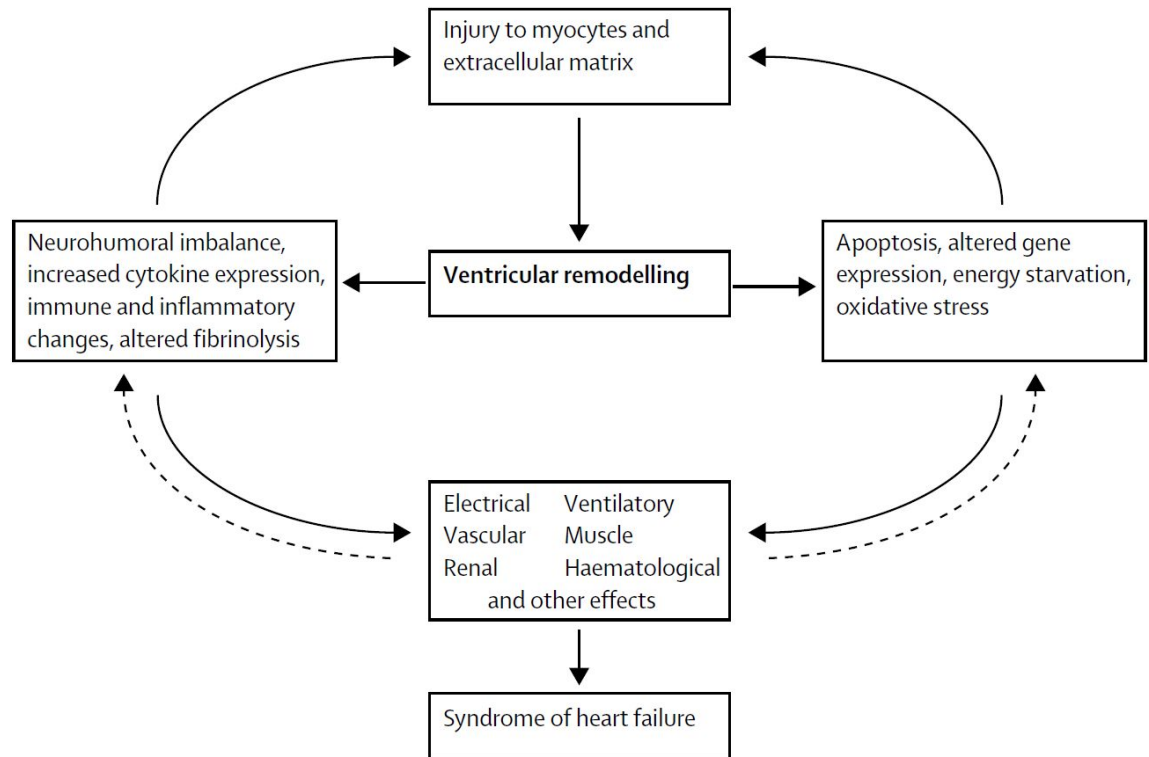 Injury to myocytes and
extracellular matrix
Neurohumoral imbalance,
increased cytokine expression,
immune and inflammatory
changes, altered fibrinolysis
Ventricular remodelling
Apoptosis, altered gene
expression, energy starvation,
oxidative stress
Electrical Ventilatory
Vascular Muscle
Renal Haematological
and other effects
Syndrome of heart failure